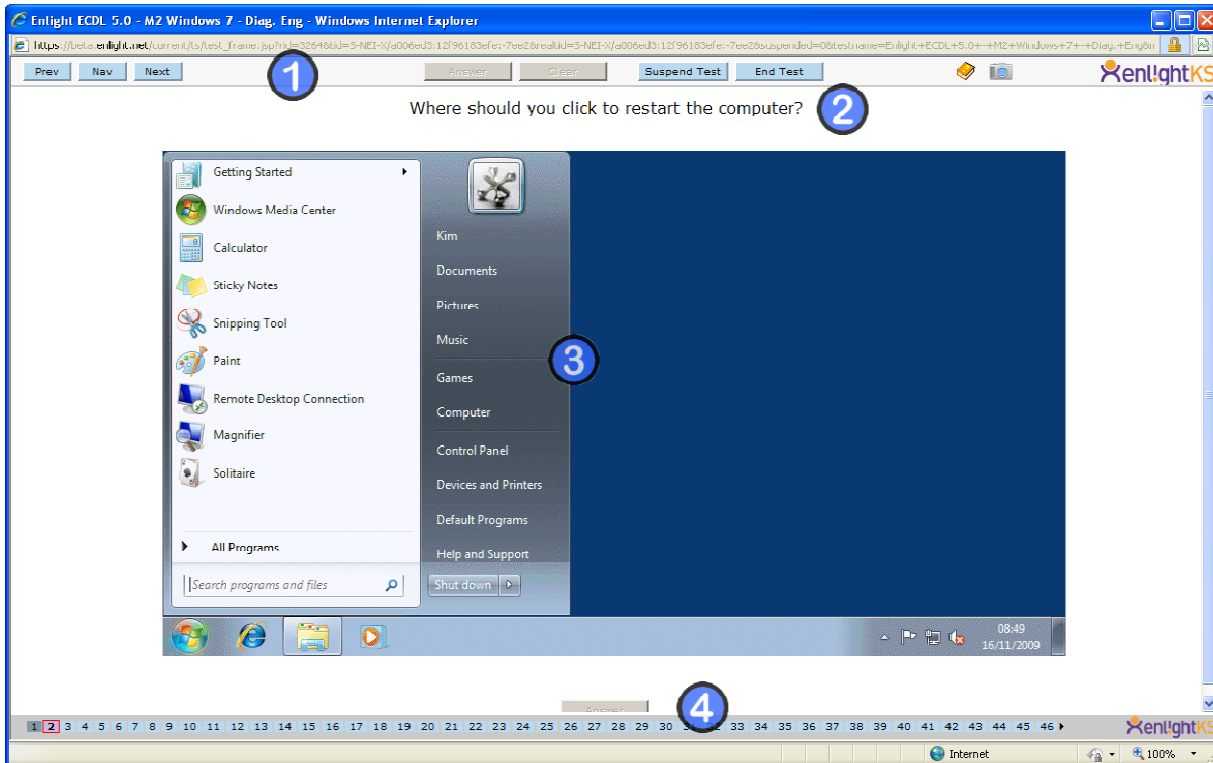 Enlight ECDL 5.0 - M2 Windows 7 - Diag. Eng - Windows Internet Explorer
Prev Nav Next 1 Answer Clear Suspend Test End Test enlightKS
Where should you click to restart the computer? 2
Getting Started
Windows Media Center
Calculator
Sticky Notes
Snipping Tool
Paint
Remote Desktop Connection
Magnifier
Solitaire
All Programs
Search programs and files
Kim
Documents
Pictures
Music
3
Games
Computer
Control Panel
Devices and Printers
Default Programs
Help and Support
Shut down
08:49
16/11/2009
Answer
4
1 2 3 4 5 6 7 8 9 10 11 12 13 14 15 16 17 18 19 20 21 22 23 24 25 26 27 28 29 30 33 34 35 36 37 38 39 40 41 42 43 44 45 46 enlightKS
Internet 100%